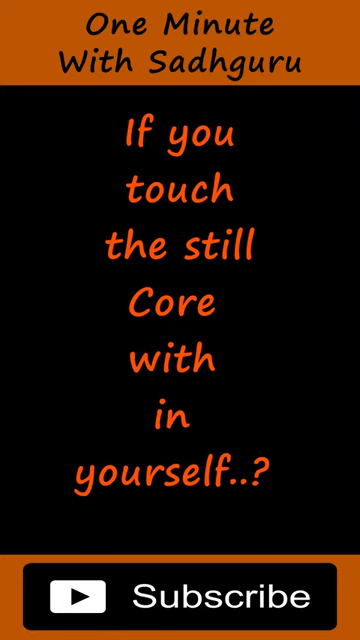 One Minute
With Sadhguru
If you
touch
the still
Core
with
in
yourself..?
Subscribe